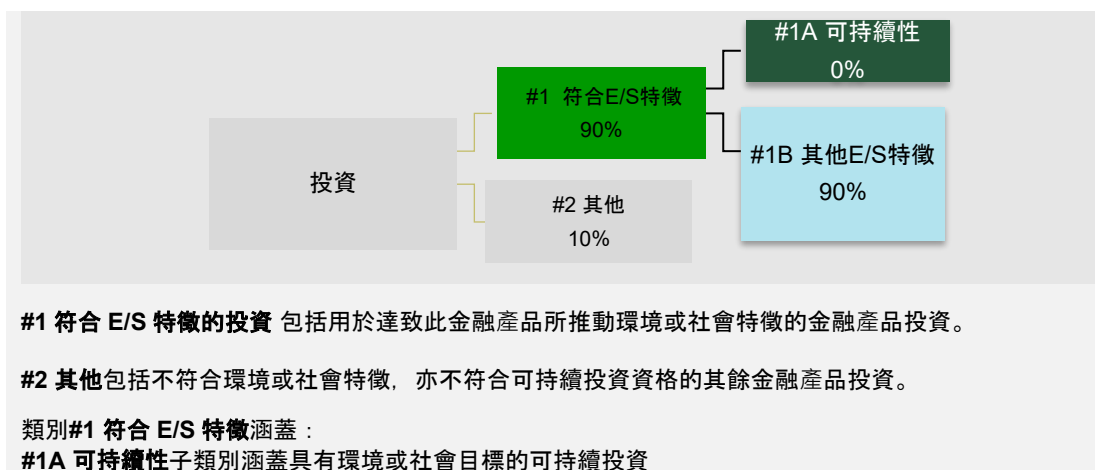 #1A 可持續性
0%
#1 符合E/S特徵
90%
#1B 其他E/S特徵
90%
投資
#2 其他
10%
#1 符合 E/S 特徵的投資 包括用於達致此金融產品所推動環境或社會特徵的金融產品投資。
#2 其他包括不符合環境或社會特徵，亦不符合可持續投資資格的其餘金融產品投資。
類別#1 符合 E/S 特徵涵蓋：
#1A 可持續性子類別涵蓋具有環境或社會目標的可持續投資